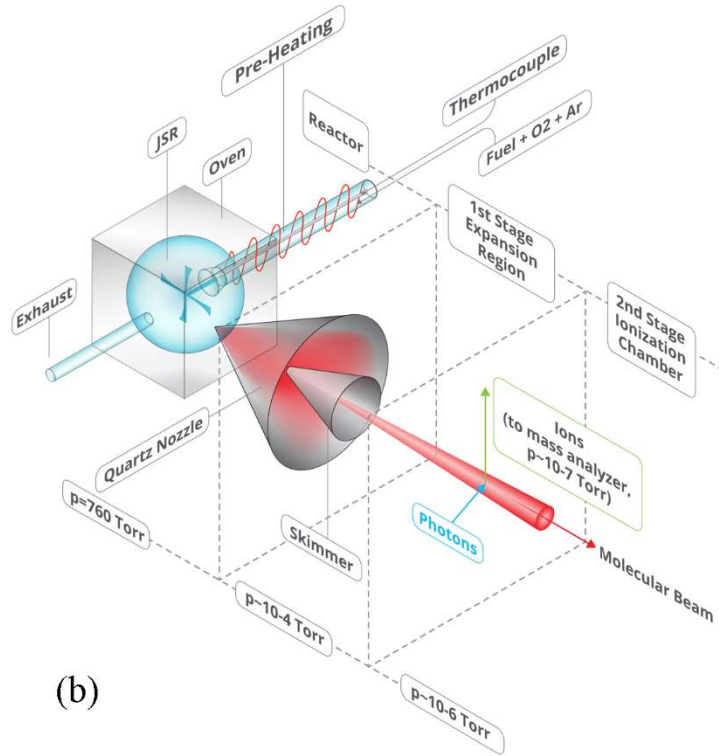 Pre-Heating
Thermocouple
JSR
Reactor
Fuel + O2 + Ar
Oven
1st Stage
Expansion
Region
Exhaust
2nd Stage
Ionization
Chamber
Ions
(to mass analyzer,
p~10-7 Torr)
Quartz Nozzle
Photons
p=760 Torr
Skimmer
Molecular Beam
p~10-4 Torr
p~10-6 Torr
(b)